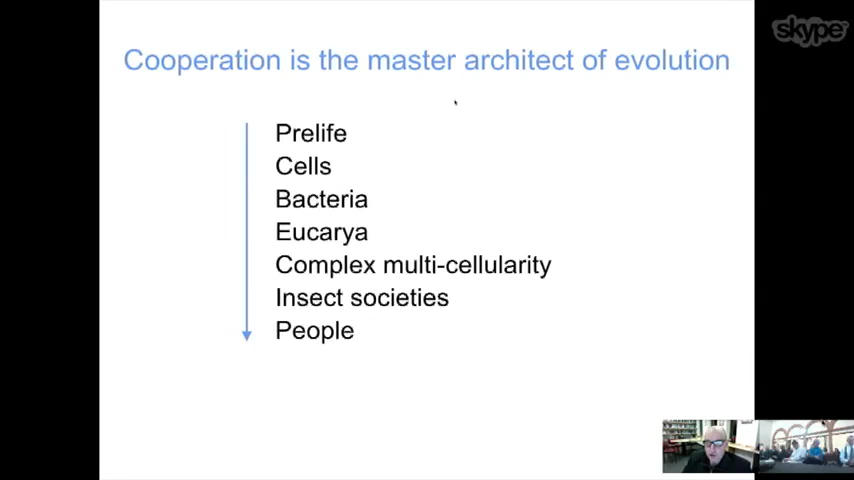 skype
Cooperation is the master architect of evolution
Prelife
Cells
Bacteria
Eucarya
Complex multi-cellularity
Insect societies
People